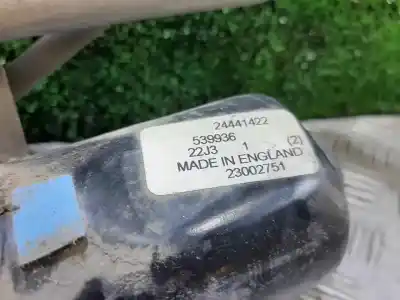 24441422
539936
22J3 1 (2)
MADE IN ENGLAND
23002751